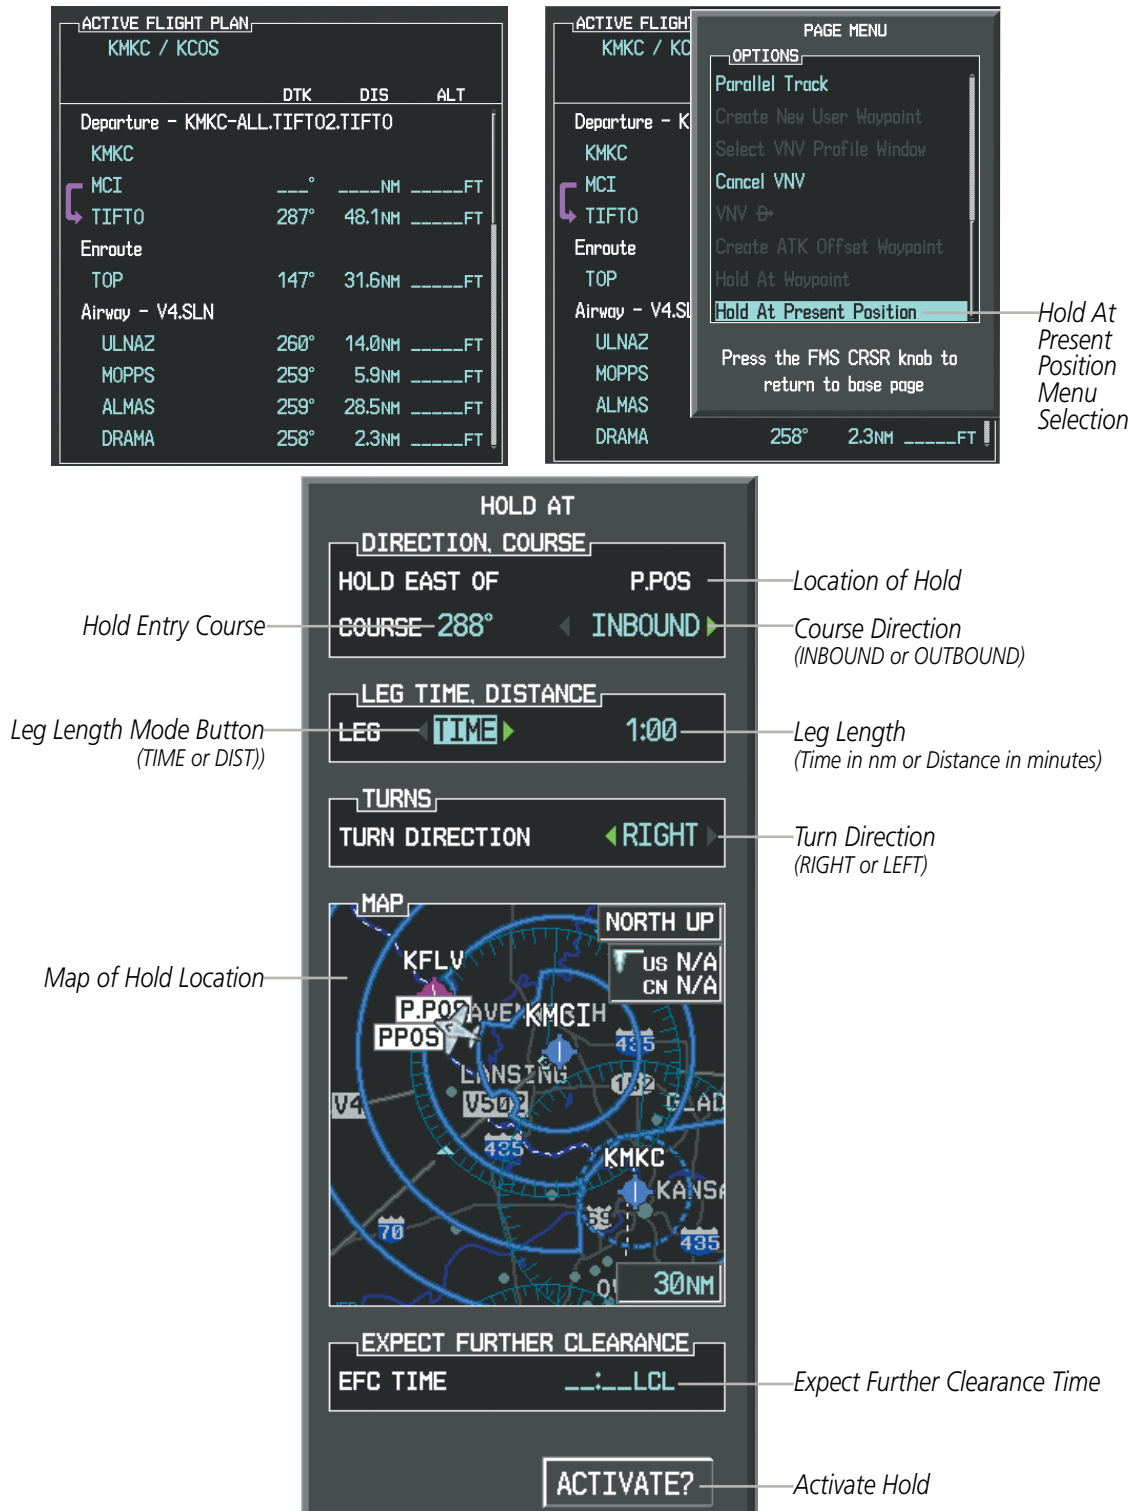 ACTIVE FLIGHT PLAN
KMKC / KCOS
DTK DIS ALT
Departure - KMKC-ALL.TIFTO2.TIFTO
KMKC
MCI ___° ____NM _____FT
TIFTO 287° 48.1NM _____FT
Enroute
TOP 147° 31.6NM _____FT
Airway - V4.SLN
ULNAZ 260° 14.0NM _____FT
MOPPS 259° 5.9NM _____FT
ALMAS 259° 28.5NM _____FT
DRAMA 258° 2.3NM _____FT
ACTIVE FLIGH
KMKC / KC
Departure - K
KMKC
MCI
TIFTO
Enroute
TOP
Airway - V4.SL
ULNAZ
MOPPS
ALMAS
DRAMA 258° 2.3NM _____FT
PAGE MENU
OPTIONS
Parallel Track
Create New User Waypoint
Select VNV Profile Window
Cancel VNV
VNV D
Create ATK Offset Waypoint
Hold At Waypoint
Hold At Present Position
Press the FMS CRSR knob to
return to base page
Hold At
Present
Position
Menu
Selection
HOLD AT
DIRECTION, COURSE
HOLD EAST OF P.POS
COURSE 288° INBOUND
Location of Hold
Hold Entry Course
Course Direction
(INBOUND or OUTBOUND)
LEG TIME, DISTANCE
LEG TIME 1:00
Leg Length Mode Button
(TIME or DIST))
Leg Length
(Time in nm or Distance in minutes)
TURNS
TURN DIRECTION RIGHT
Turn Direction
(RIGHT or LEFT)
MAP
NORTH UP
US N/A
CN N/A
KFLV
P.POS
PPOS
KMCI
435
LANSING
V4
V502
435
GLAD
KMKC
KANSA
69
70
435
30NM
Map of Hold Location
EXPECT FURTHER CLEARANCE
EFC TIME __:__LCL
Expect Further Clearance Time
ACTIVATE?
Activate Hold